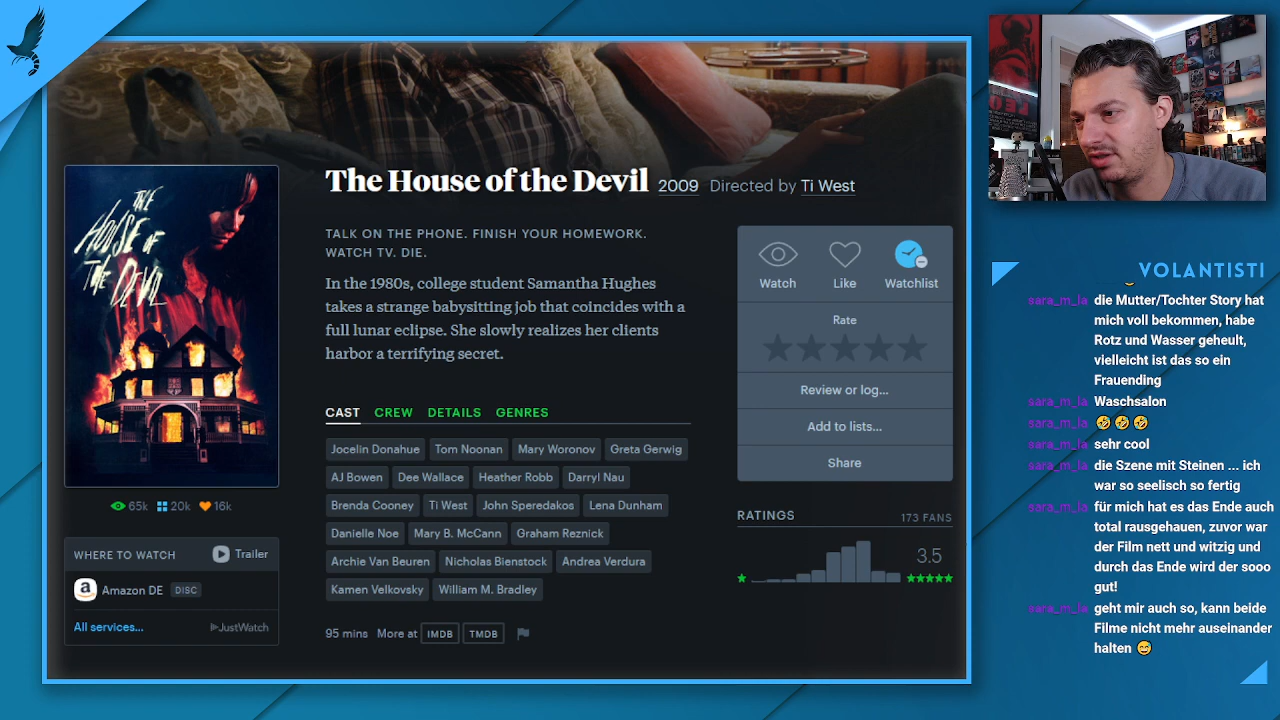 THE
HOUSE OF
THE DEVIL
The House of the Devil 2009 Directed by Ti West
TALK ON THE PHONE. FINISH YOUR HOMEWORK.
WATCH TV. DIE.
In the 1980s, college student Samantha Hughes
takes a strange babysitting job that coincides with a
full lunar eclipse. She slowly realizes her clients
harbor a terrifying secret.
CAST CREW DETAILS GENRES
Jocelin Donahue Tom Noonan Mary Woronov Greta Gerwig
AJ Bowen Dee Wallace Heather Robb Darryl Nau
Brenda Cooney Ti West John Speredakos Lena Dunham
Danielle Noe Mary B. McCann Graham Reznick
Archie Van Beuren Nicholas Bienstock Andrea Verdura
Kamen Velkovsky William M. Bradley
95 mins More at IMDB TMDB
65k 20k 16k
WHERE TO WATCH Trailer
a Amazon DE DISC
All services... JustWatch
Watch Like Watchlist
Rate
Review or log...
Add to lists...
Share
RATINGS 173 FANS
3.5
VOLANTISTI
sara_m_la die Mutter/Tochter Story hat
mich voll bekommen, habe
Rotz und Wasser geheult,
vielleicht ist das so ein
Frauending
sara_m_la Waschsalon
sara_m_la 🤣 🤣 🤣
sara_m_la sehr cool
sara_m_la die Szene mit Steinen ... ich
war so seelisch so fertig
sara_m_la für mich hat es das Ende auch
total rausgehauen, zuvor war
der Film nett und witzig und
durch das Ende wird der sooo
gut!
sara_m_la geht mir auch so, kann beide
Filme nicht mehr auseinander
halten 😅